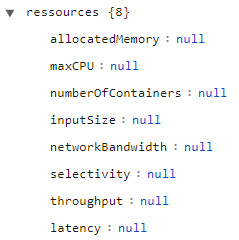 ressources {8}
allocatedMemory : null
maxCPU : null
numberOfContainers : null
inputSize : null
networkBandwidth : null
selectivity : null
throughput : null
latency : null